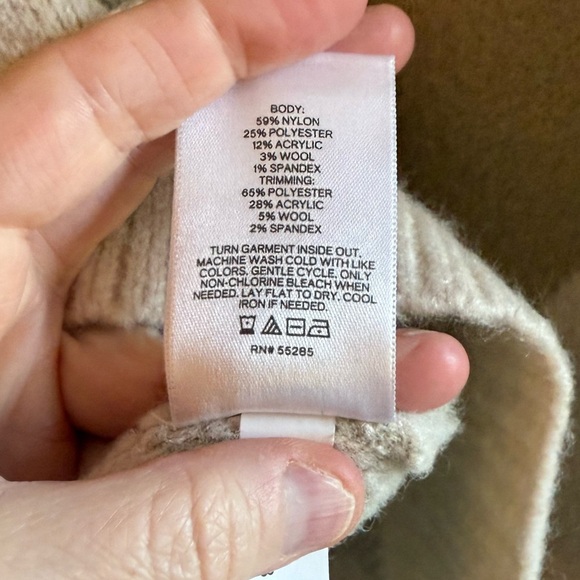 BODY:
59% NYLON
25% POLYESTER
12% ACRYLIC
3% WOOL
1% SPANDEX
TRIMMING:
65% POLYESTER
28% ACRYLIC
5% WOOL
2% SPANDEX
TURN GARMENT INSIDE OUT.
MACHINE WASH COLD WITH LIKE
COLORS. GENTLE CYCLE. ONLY
NON-CHLORINE BLEACH WHEN
NEEDED. LAY FLAT TO DRY. COOL
IRON IF NEEDED.
RN# 55285